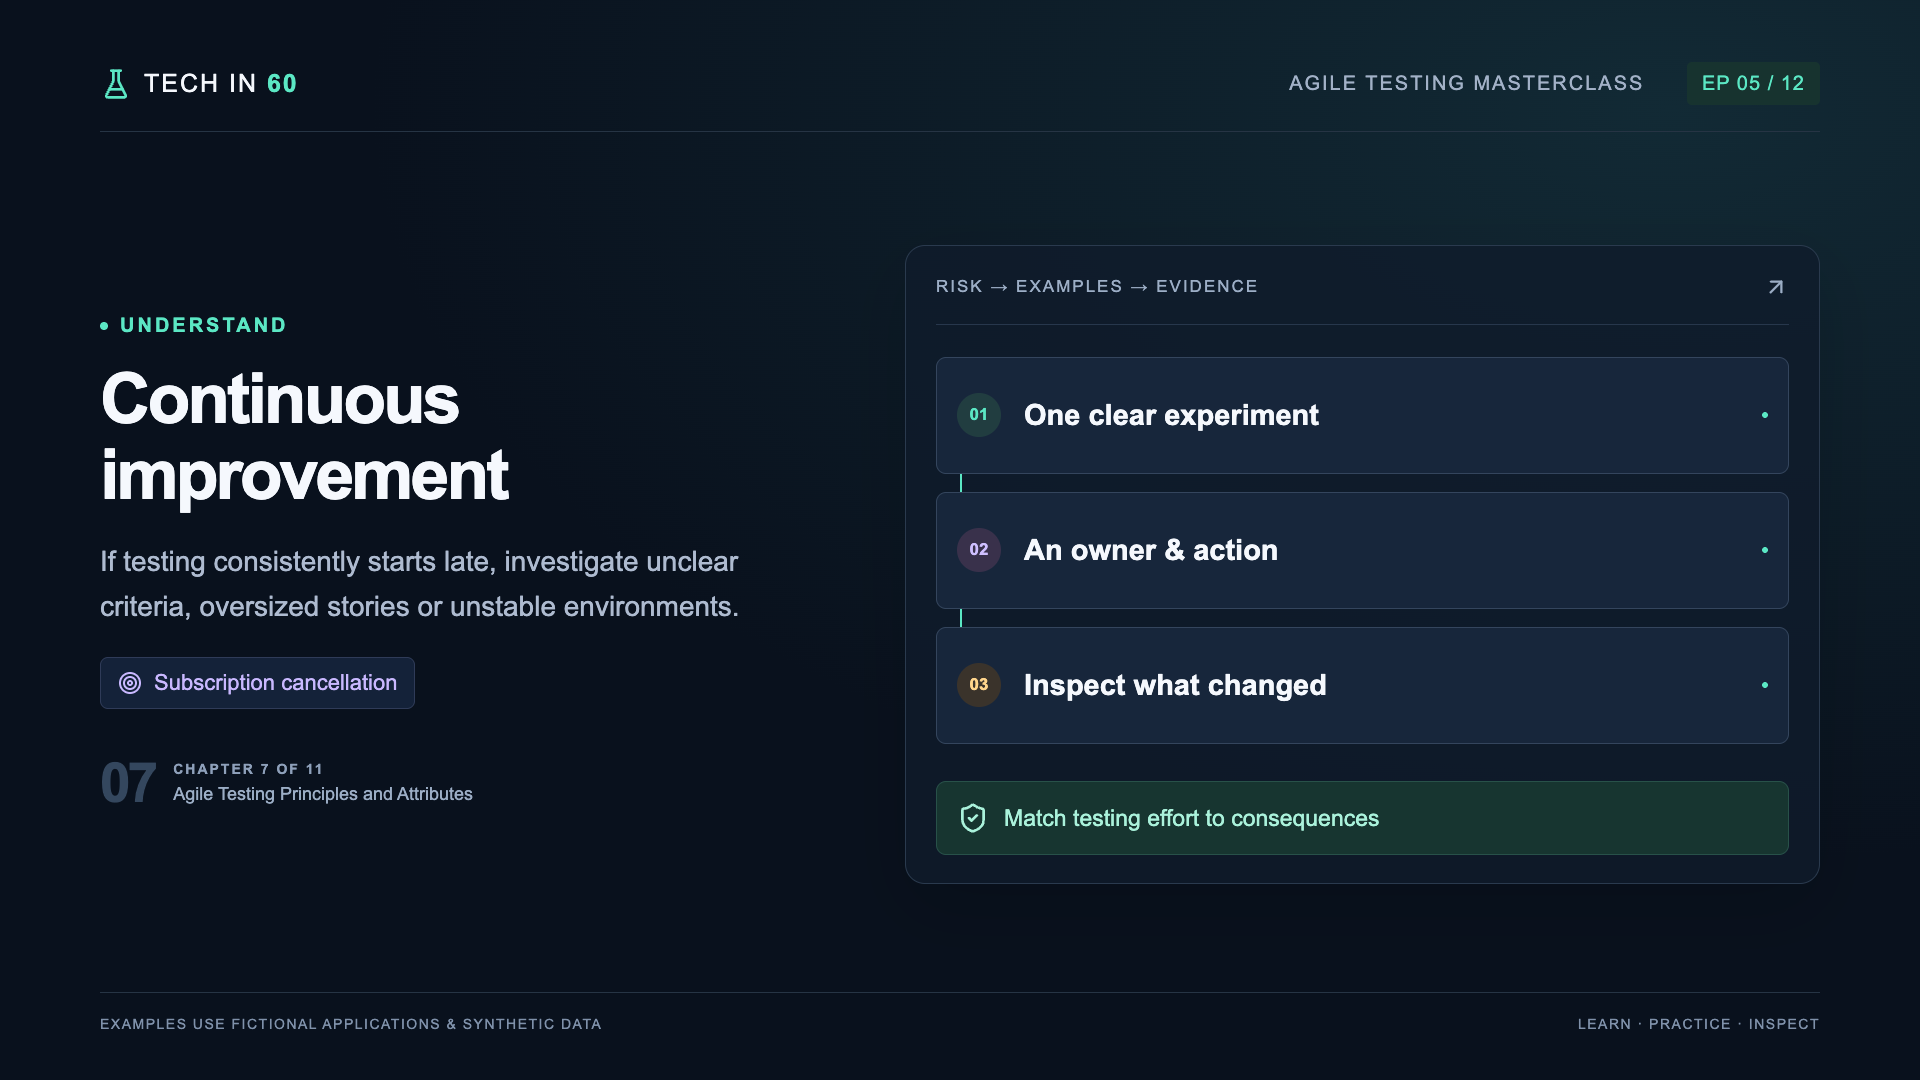 TECH IN 60
AGILE TESTING MASTERCLASS
EP 05 / 12
UNDERSTAND
Continuous
improvement
If testing consistently starts late, investigate unclear
criteria, oversized stories or unstable environments.
Subscription cancellation
07
CHAPTER 7 OF 11
Agile Testing Principles and Attributes
RISK → EXAMPLES → EVIDENCE
01
One clear experiment
02
An owner & action
03
Inspect what changed
Match testing effort to consequences
EXAMPLES USE FICTIONAL APPLICATIONS & SYNTHETIC DATA
LEARN · PRACTICE · INSPECT